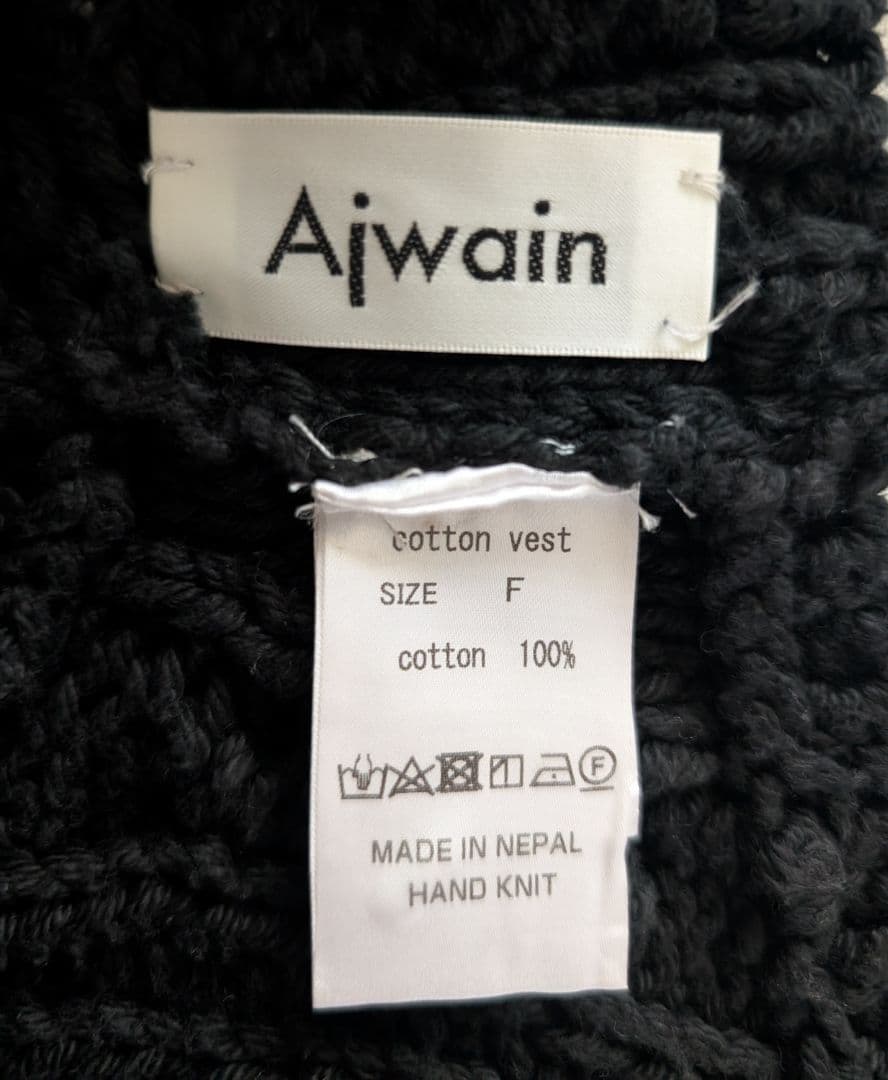 Ajwain
cotton vest
SIZE F
cotton 100%
F
MADE IN NEPAL
HAND KNIT